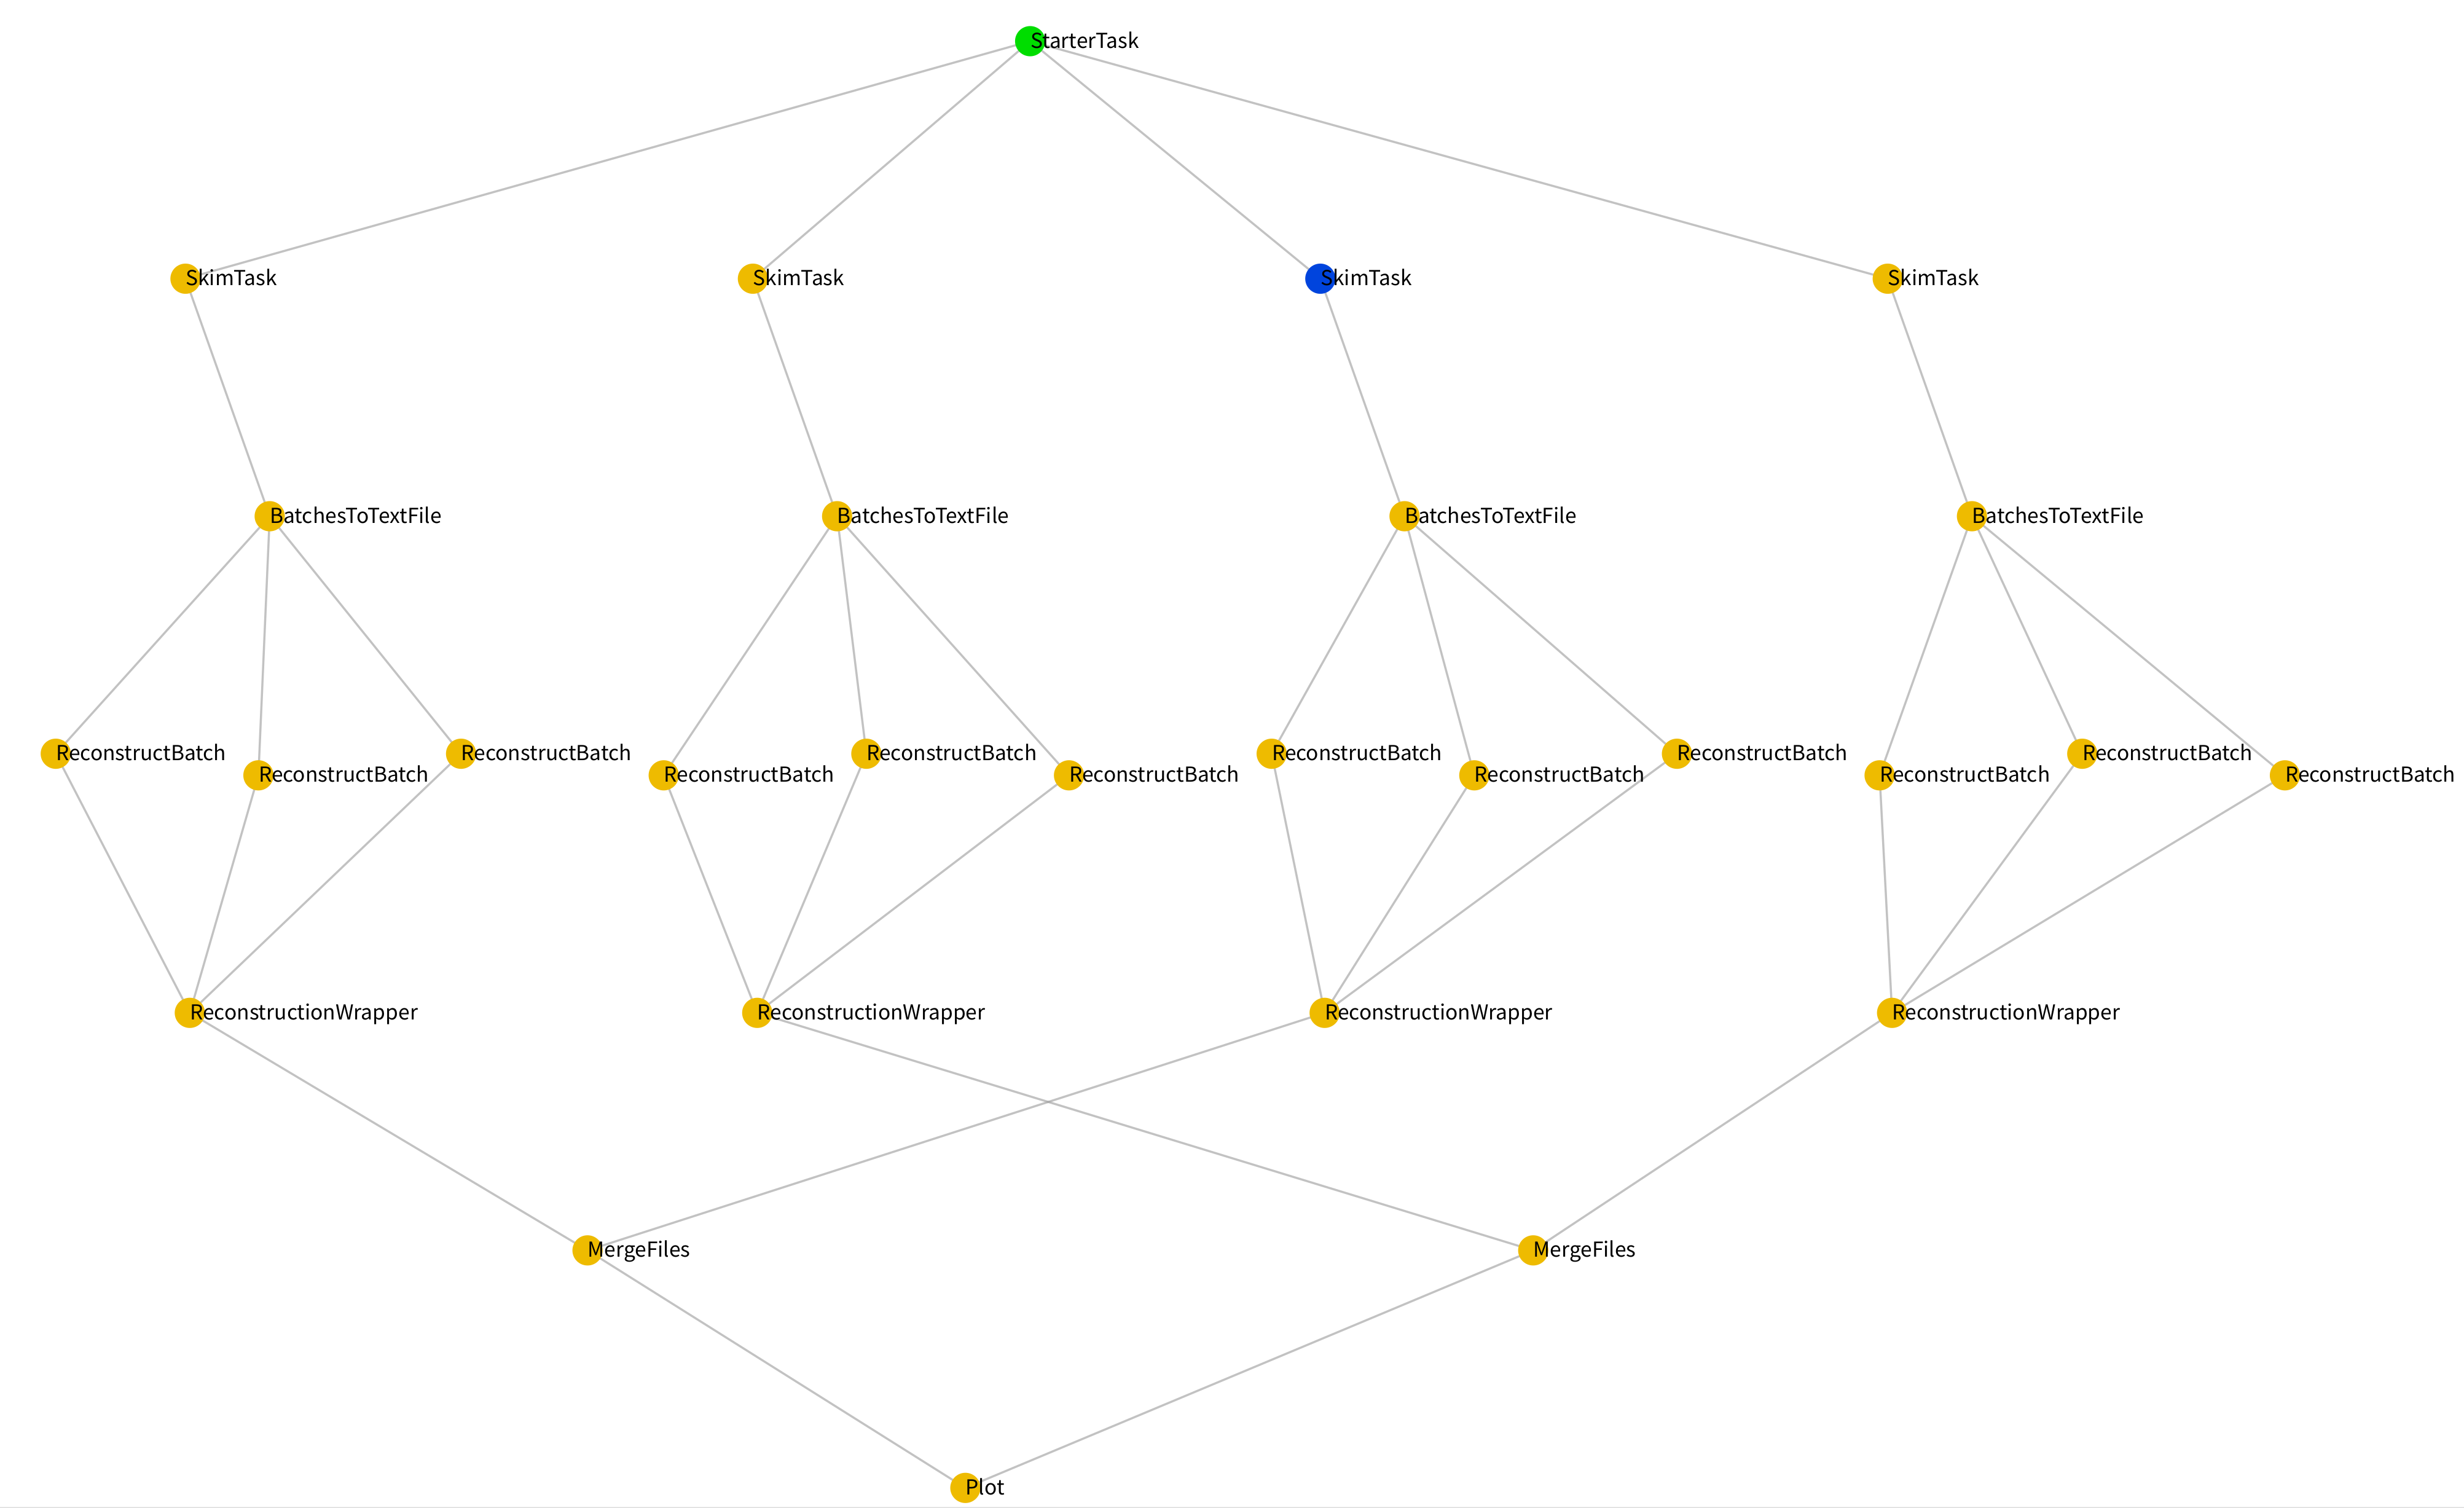 StarterTask
SkimTask
SkimTask
SkimTask
SkimTask
BatchesToTextFile
BatchesToTextFile
BatchesToTextFile
BatchesToTextFile
ReconstructBatch
ReconstructBatch
ReconstructBatch
ReconstructBatch
ReconstructBatch
ReconstructBatch
ReconstructBatch
ReconstructBatch
ReconstructBatch
ReconstructBatch
ReconstructBatch
ReconstructBatch
ReconstructionWrapper
ReconstructionWrapper
ReconstructionWrapper
ReconstructionWrapper
MergeFiles
MergeFiles
Plot